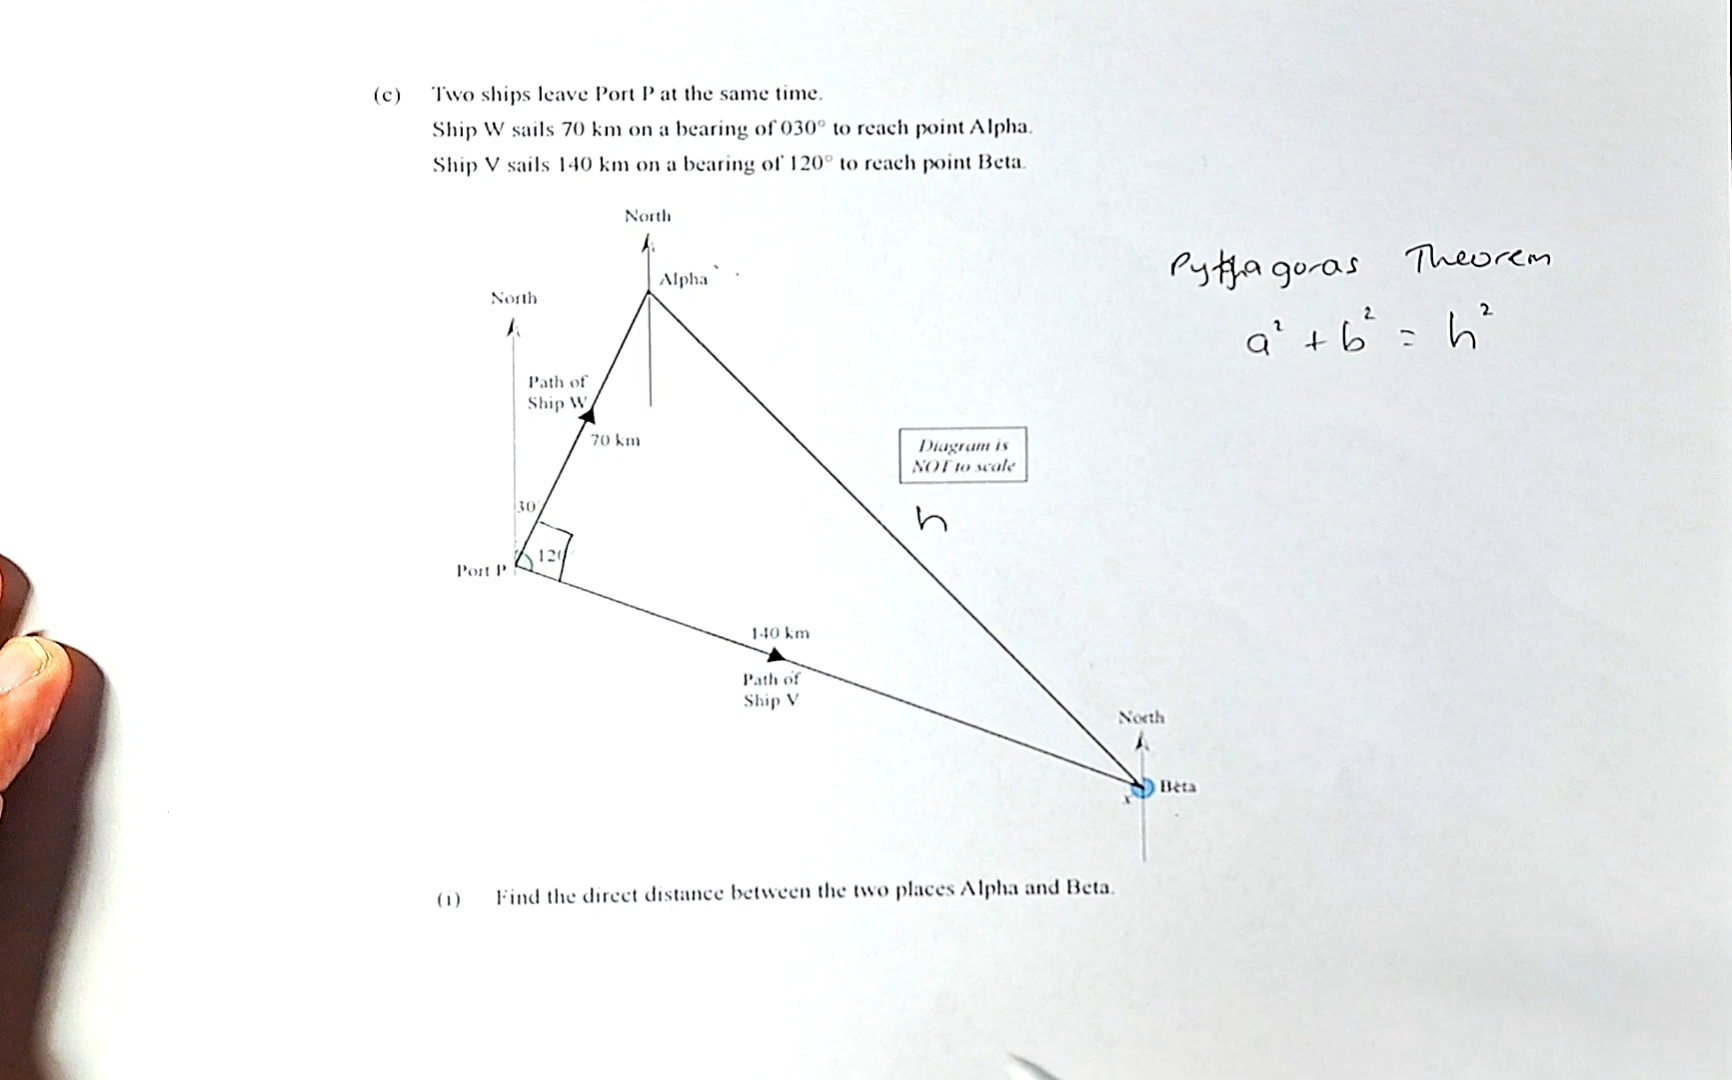 (c) Two ships leave Port P at the same time.
Ship W sails 70 km on a bearing of 030° to reach point Alpha.
Ship V sails 140 km on a bearing of 120° to reach point Beta.
North
Alpha
North
Pythagoras Theorem
a² + b² = h²
Path of
Ship W
70 km
Diagram is
NOT to scale
h
30°
120
Port P
140 km
Path of
Ship V
North
Beta
x
(i) Find the direct distance between the two places Alpha and Beta.